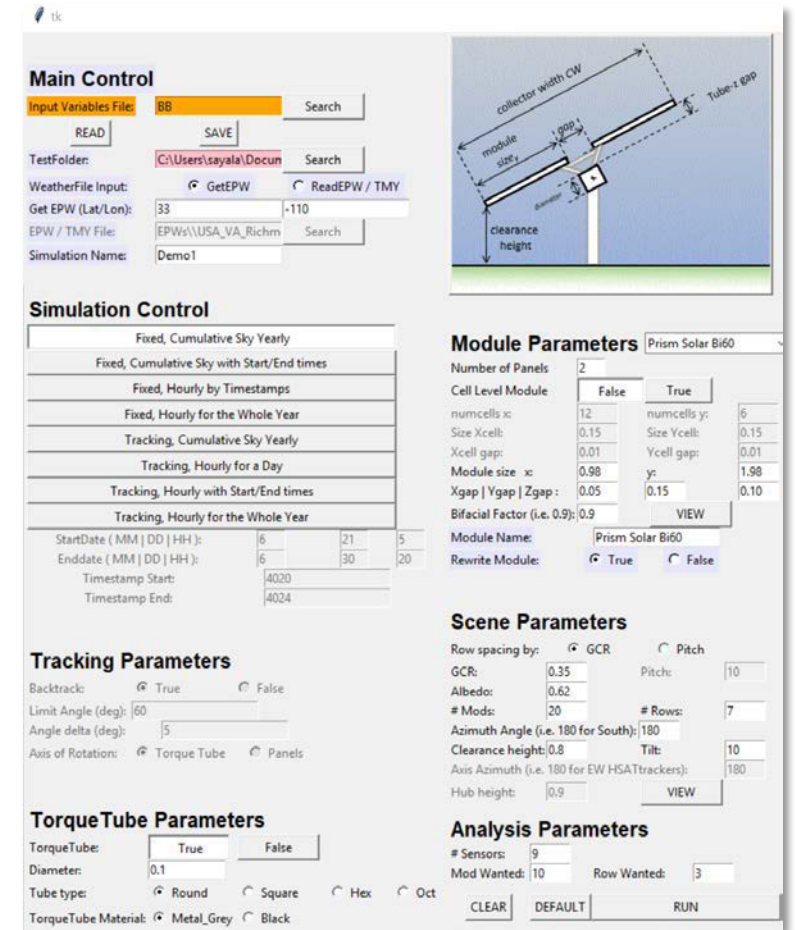 tk
Main Control
Input Variables File: BB Search
READ SAVE
TestFolder: C:\Users\sayala\Docum Search
WeatherFile Input: GetEPW ReadEPW / TMY
Get EPW (Lat/Lon): 33 -110
EPW / TMY File: EPWs\\USA_VA_Richm Search
Simulation Name: Demo1
collector width CW
Tube-z gap
gap
module
size,
diameter
clearance
height
Simulation Control
Fixed, Cumulative Sky Yearly
Fixed, Cumulative Sky with Start/End times
Fixed, Hourly by Timestamps
Fixed, Hourly for the Whole Year
Tracking, Cumulative Sky Yearly
Tracking, Hourly for a Day
Tracking, Hourly with Start/End times
Tracking, Hourly for the Whole Year
StartDate ( MM | DD | HH ): 6 21 5
Enddate ( MM | DD | HH ): 6 30 20
Timestamp Start: 4020
Timestamp End: 4024
Tracking Parameters
Backtrack: True False
Limit Angle (deg): 60
Angle delta (deg): 5
Axis of Rotation: Torque Tube Panels
TorqueTube Parameters
TorqueTube: True False
Diameter: 0.1
Tube type: Round Square Hex Oct
TorqueTube Material: Metal_Grey Black
Module Parameters Prism Solar Bi60
Number of Panels 2
Cell Level Module False True
numcells x: 12 numcells y: 6
Size Xcell: 0.15 Size Ycell: 0.15
Xcell gap: 0.01 Ycell gap: 0.01
Module size x: 0.98 y: 1.98
Xgap | Ygap | Zgap : 0.05 0.15 0.10
Bifacial Factor (i.e. 0.9): 0.9 VIEW
Module Name: Prism Solar Bi60
Rewrite Module: True False
Scene Parameters
Row spacing by: GCR Pitch
GCR: 0.35 Pitch: 10
Albedo: 0.62
# Mods: 20 # Rows: 7
Azimuth Angle (i.e. 180 for South): 180
Clearance height: 0.8 Tilt: 10
Axis Azimuth (i.e. 180 for EW HSATtrackers): 180
Hub height: 0.9 VIEW
Analysis Parameters
# Sensors: 9
Mod Wanted: 10 Row Wanted: 3
CLEAR DEFAULT RUN